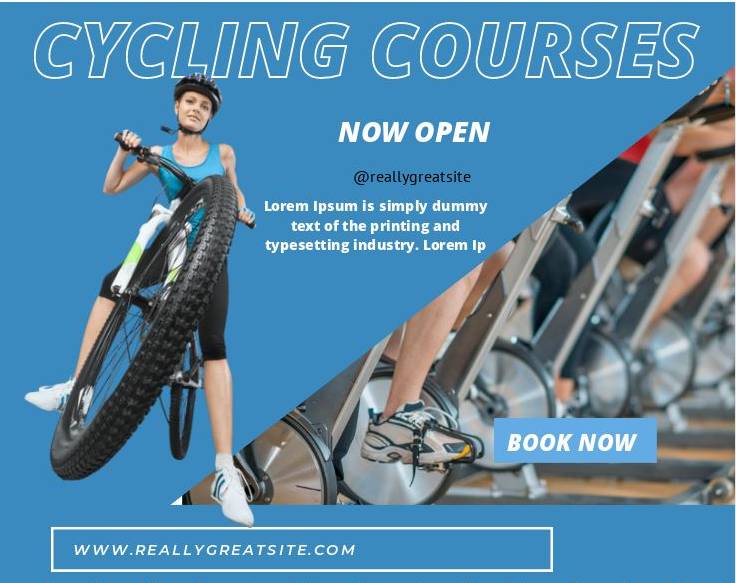 CYCLING COURSES
NOW OPEN
@reallygreatsite
Lorem Ipsum is simply dummy
text of the printing and
typesetting industry. Lorem Ip
BOOK NOW
WWW.REALLYGREATSITE.COM